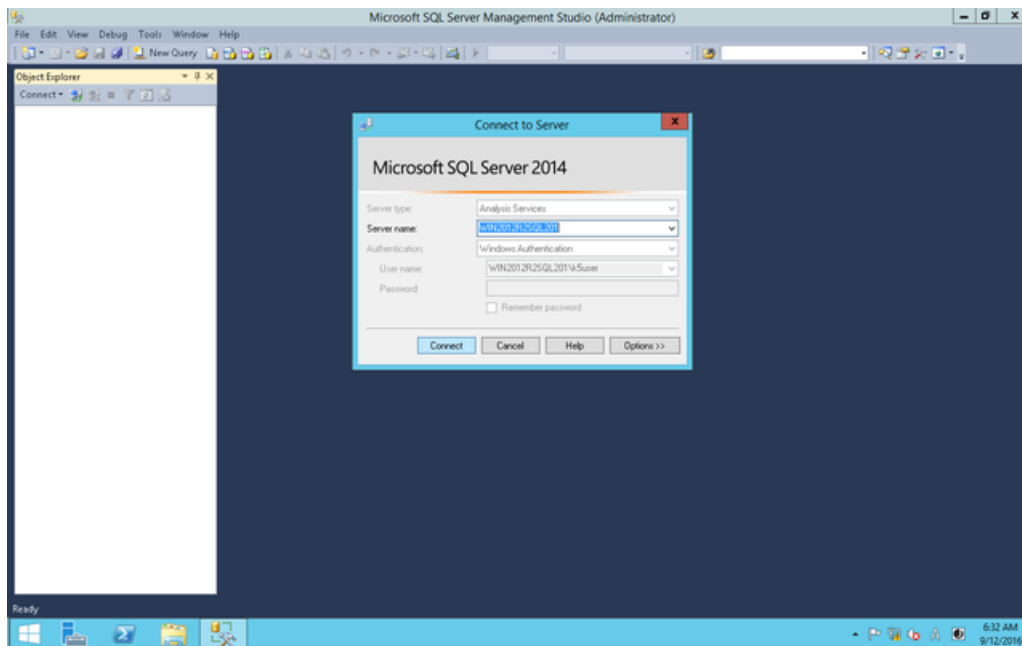 Microsoft SQL Server Management Studio (Administrator)
File Edit View Debug Tools Window Help
New Query
Object Explorer
Connect
Connect to Server
Microsoft SQL Server 2014
Server type: Analysis Services
Server name: WIN2012R2SQL201
Authentication: Windows Authentication
User name: WIN2012R2SQL201\k5user
Password:
Remember password
Connect Cancel Help Options >>
Ready
6:32 AM
9/12/2016